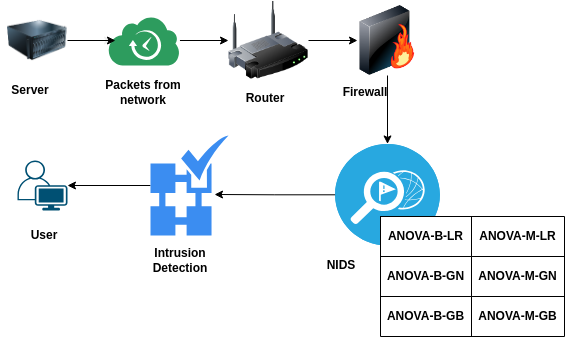 Server
Packets from
network
Router
Firewall
User
Intrusion
Detection
NIDS
ANOVA-B-LR ANOVA-M-LR
ANOVA-B-GN ANOVA-M-GN
ANOVA-B-GB ANOVA-M-GB